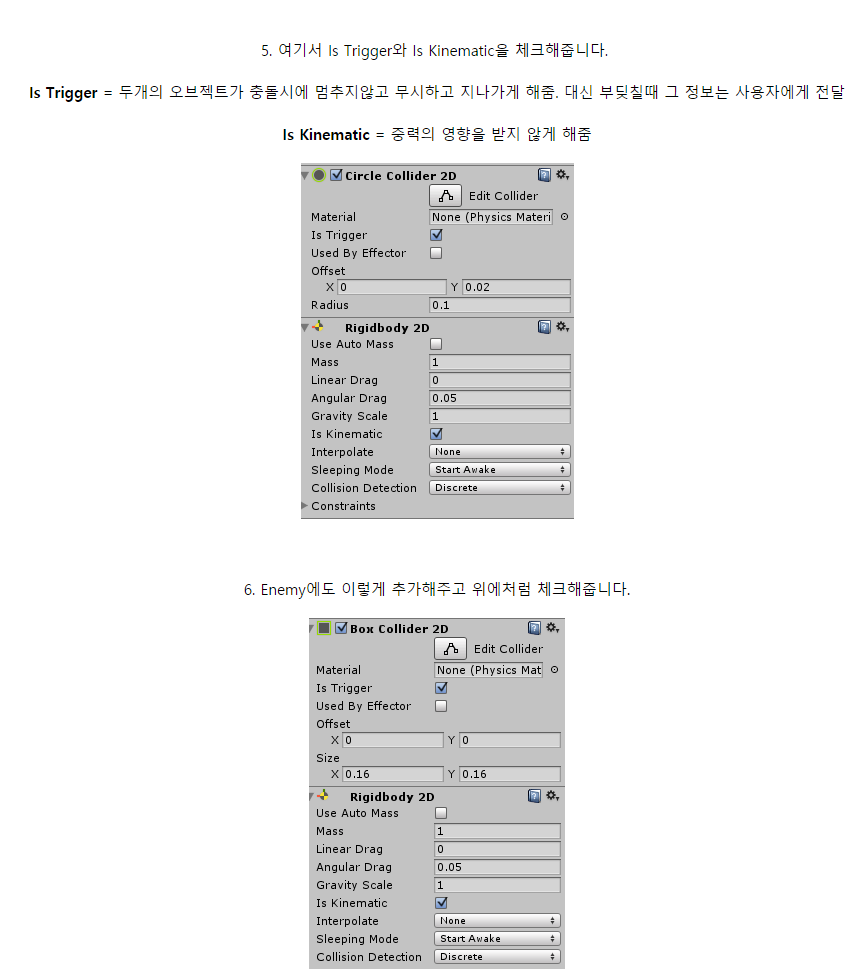 5. 여기서 Is Trigger와 Is Kinematic을 체크해줍니다.
Is Trigger = 두개의 오브젝트가 충돌시에 멈추지않고 무시하고 지나가게 해줌. 대신 부딪칠때 그 정보는 사용자에게 전달
Is Kinematic = 중력의 영향을 받지 않게 해줌
Circle Collider 2D
Edit Collider
Material None (Physics Materi
Is Trigger
Used By Effector
Offset
X 0 Y 0.02
Radius 0.1
Rigidbody 2D
Use Auto Mass
Mass 1
Linear Drag 0
Angular Drag 0.05
Gravity Scale 1
Is Kinematic
Interpolate None
Sleeping Mode Start Awake
Collision Detection Discrete
Constraints
6. Enemy에도 이렇게 추가해주고 위에처럼 체크해줍니다.
Box Collider 2D
Edit Collider
Material None (Physics Mat
Is Trigger
Used By Effector
Offset
X 0 Y 0
Size
X 0.16 Y 0.16
Rigidbody 2D
Use Auto Mass
Mass 1
Linear Drag 0
Angular Drag 0.05
Gravity Scale 1
Is Kinematic
Interpolate None
Sleeping Mode Start Awake
Collision Detection Discrete